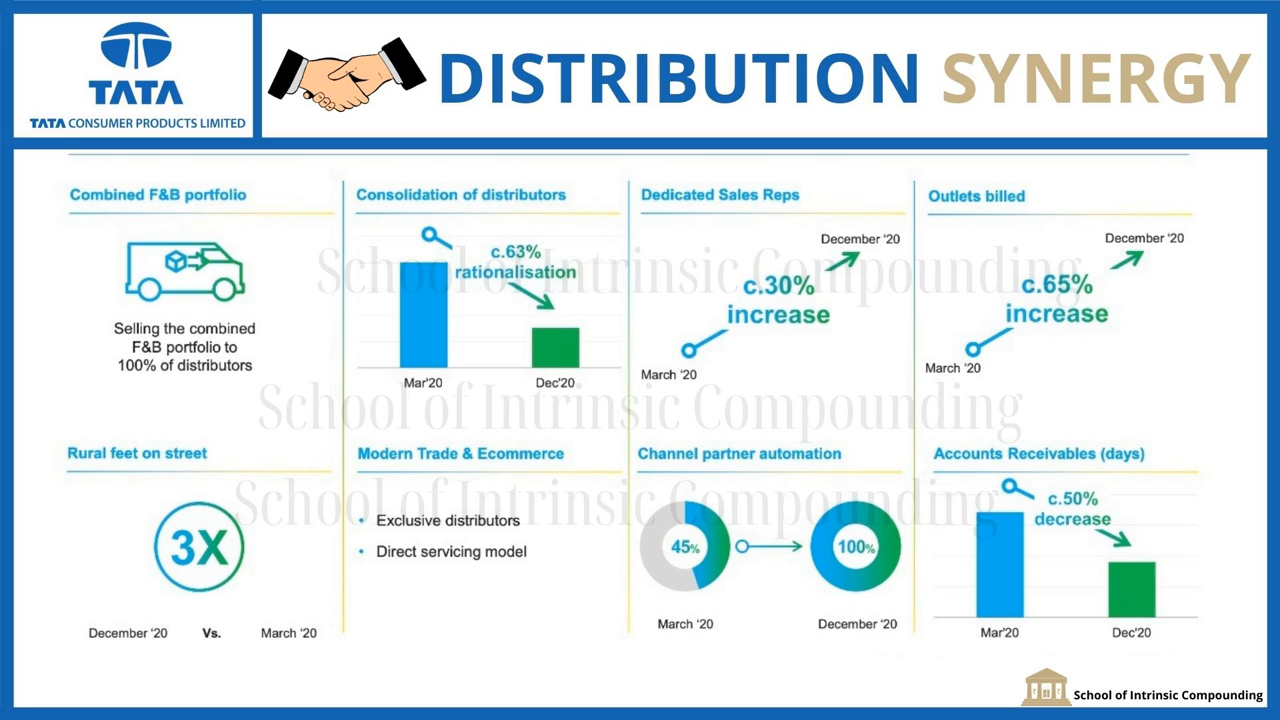 TATA
TATA CONSUMER PRODUCTS LIMITED
DISTRIBUTION SYNERGY
Combined F&B portfolio
Selling the combined
F&B portfolio to
100% of distributors
Consolidation of distributors
c.63%
rationalisation
Mar'20
Dec'20
Dedicated Sales Reps
December '20
c.30%
increase
March '20
Outlets billed
December '20
c.65%
increase
March '20
School of Intrinsic Compounding
School of Intrinsic Compounding
Rural feet on street
3X
December '20 Vs. March '20
Modern Trade & Ecommerce
• Exclusive distributors
• Direct servicing model
Channel partner automation
45%
100%
March '20
December '20
Accounts Receivables (days)
c.50%
decrease
Mar'20
Dec'20
School of Intrinsic Compounding
School of Intrinsic Compounding